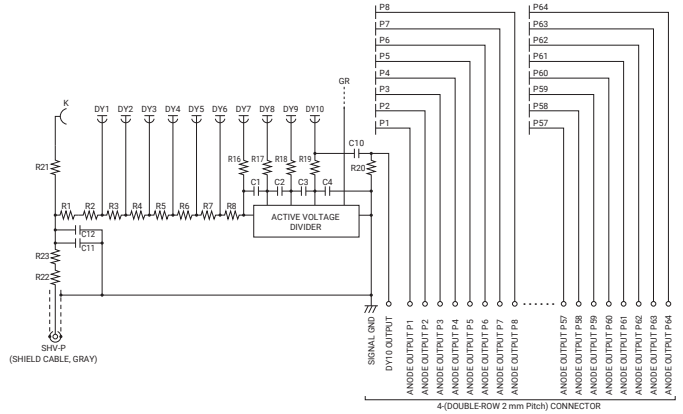 P8
P7
P6
P5
P4
P3
P2
P1
P64
P63
P62
P61
P60
P59
P58
P57
GR
K
DY1 DY2 DY3 DY4 DY5 DY6 DY7 DY8 DY9 DY10
C10
R21
R16 R17 R18 R19 R20
C1 C2 C3 C4
R1 R2 R3 R4 R5 R6 R7 R8
ACTIVE VOLTAGE
DIVIDER
C12
C11
R23
R22
SHV-P
(SHIELD CABLE, GRAY)
SIGNAL GND
DY10 OUTPUT
ANODE OUTPUT P1
ANODE OUTPUT P2
ANODE OUTPUT P3
ANODE OUTPUT P4
ANODE OUTPUT P5
ANODE OUTPUT P6
ANODE OUTPUT P7
ANODE OUTPUT P8
ANODE OUTPUT P57
ANODE OUTPUT P58
ANODE OUTPUT P59
ANODE OUTPUT P60
ANODE OUTPUT P61
ANODE OUTPUT P62
ANODE OUTPUT P63
ANODE OUTPUT P64
4-(DOUBLE-ROW 2 mm Pitch) CONNECTOR